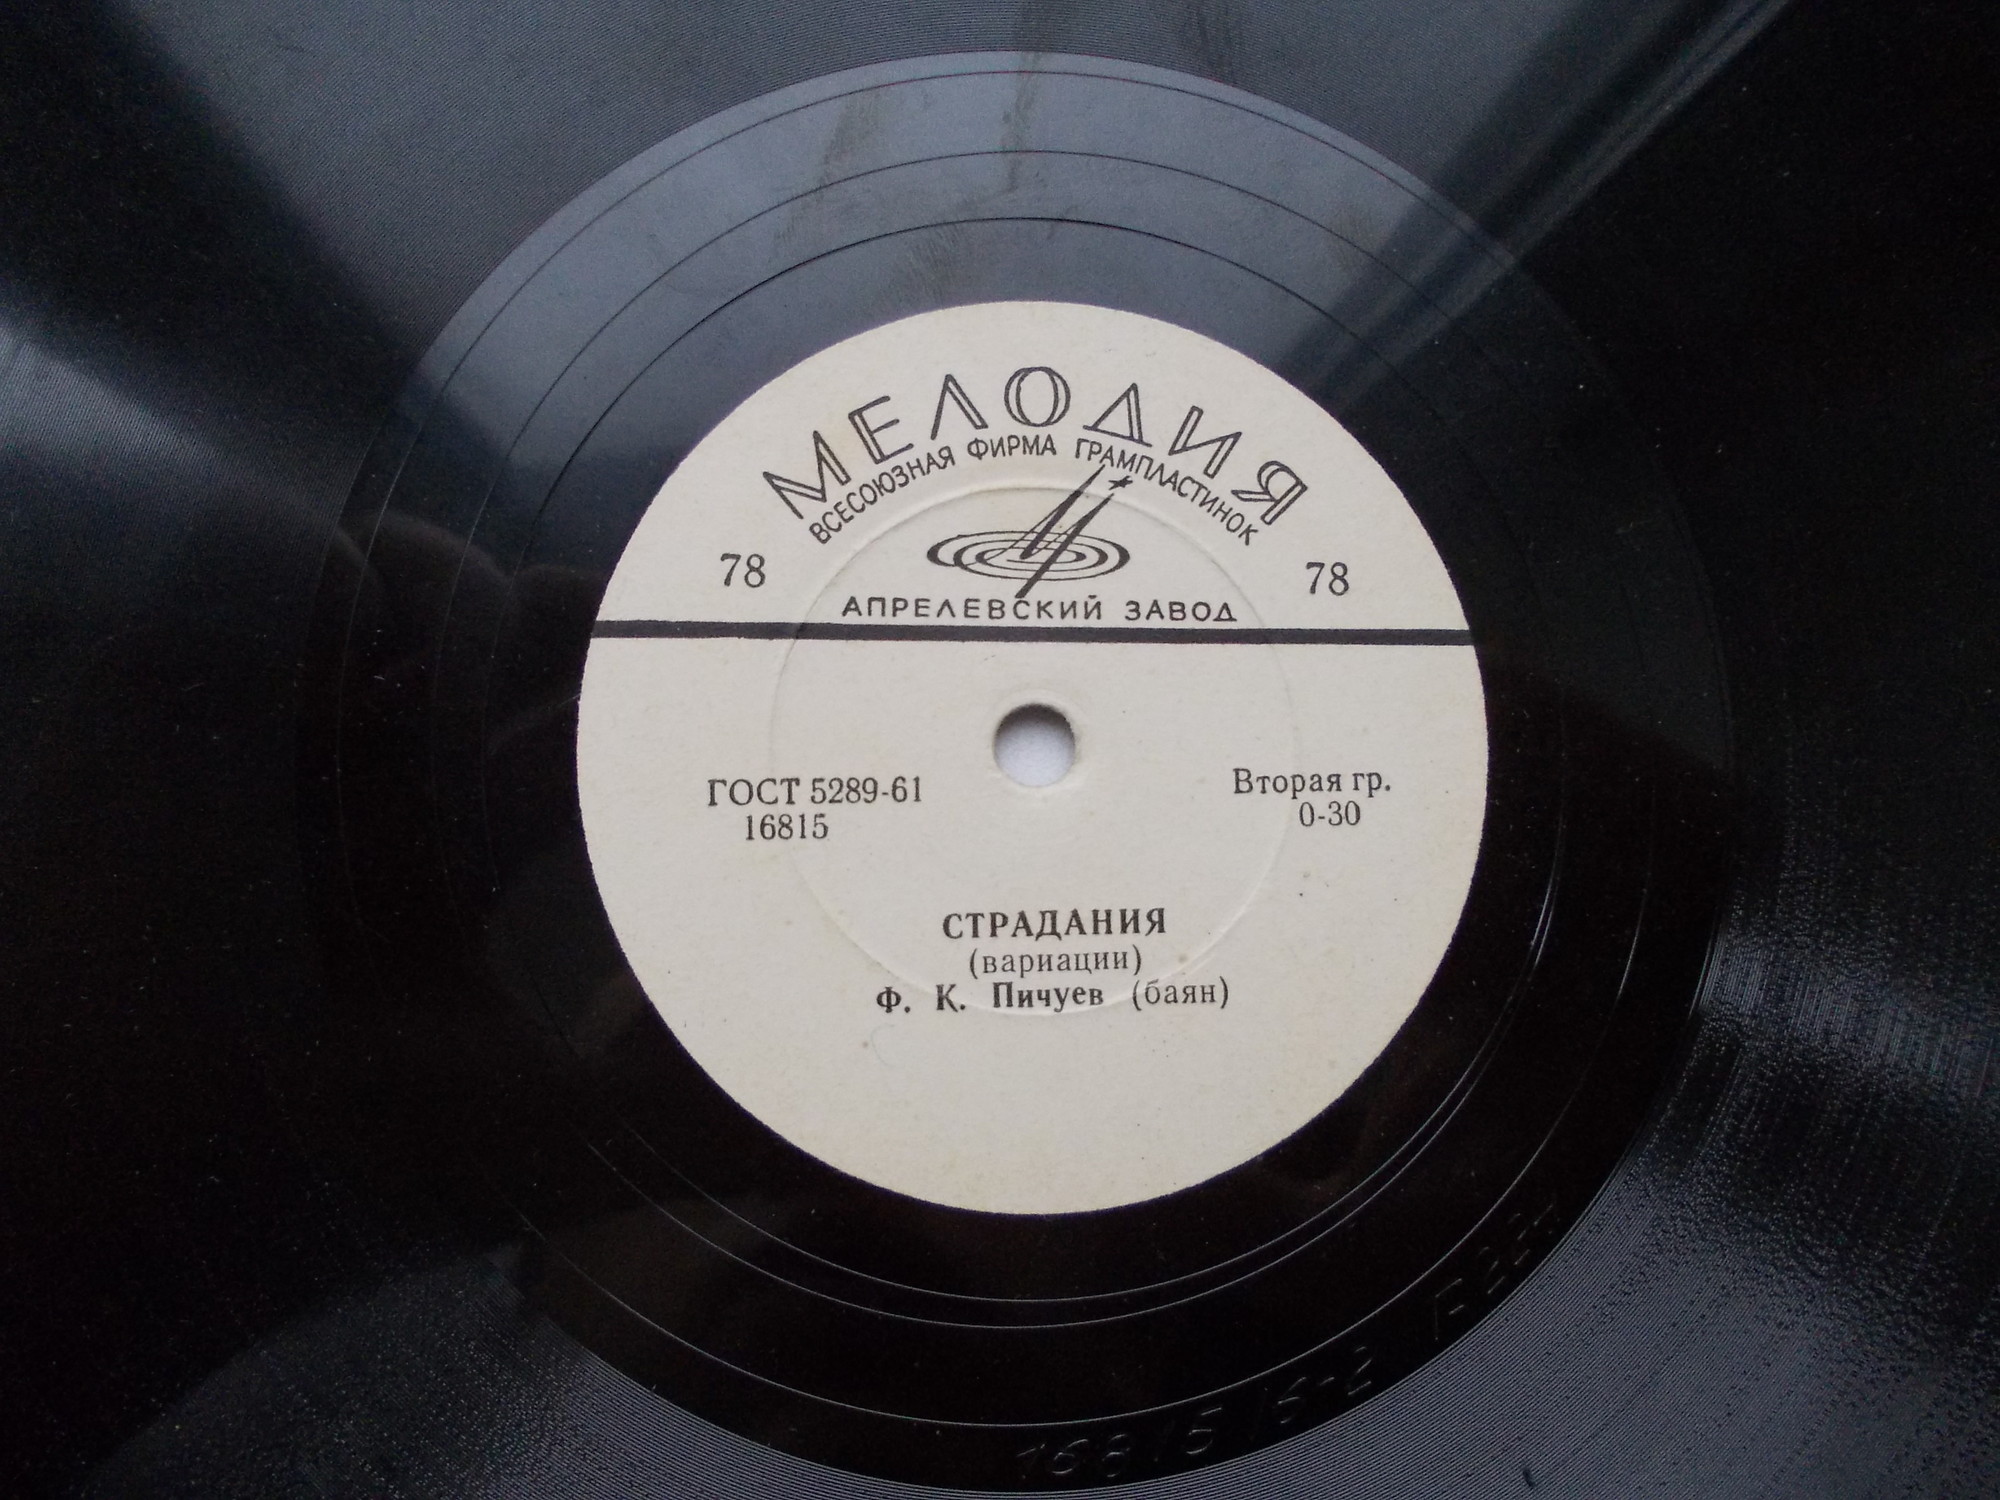 МЕЛОДИЯ
ВСЕСОЮЗНАЯ ФИРМА ГРАМПЛАСТИНОК
78
78
АПРЕЛЕВСКИЙ ЗАВОД
ГОСТ 5289-61
16815
Вторая гр.
0-30
СТРАДАНИЯ
(вариации)
Ф. К. Пичуев (баян)